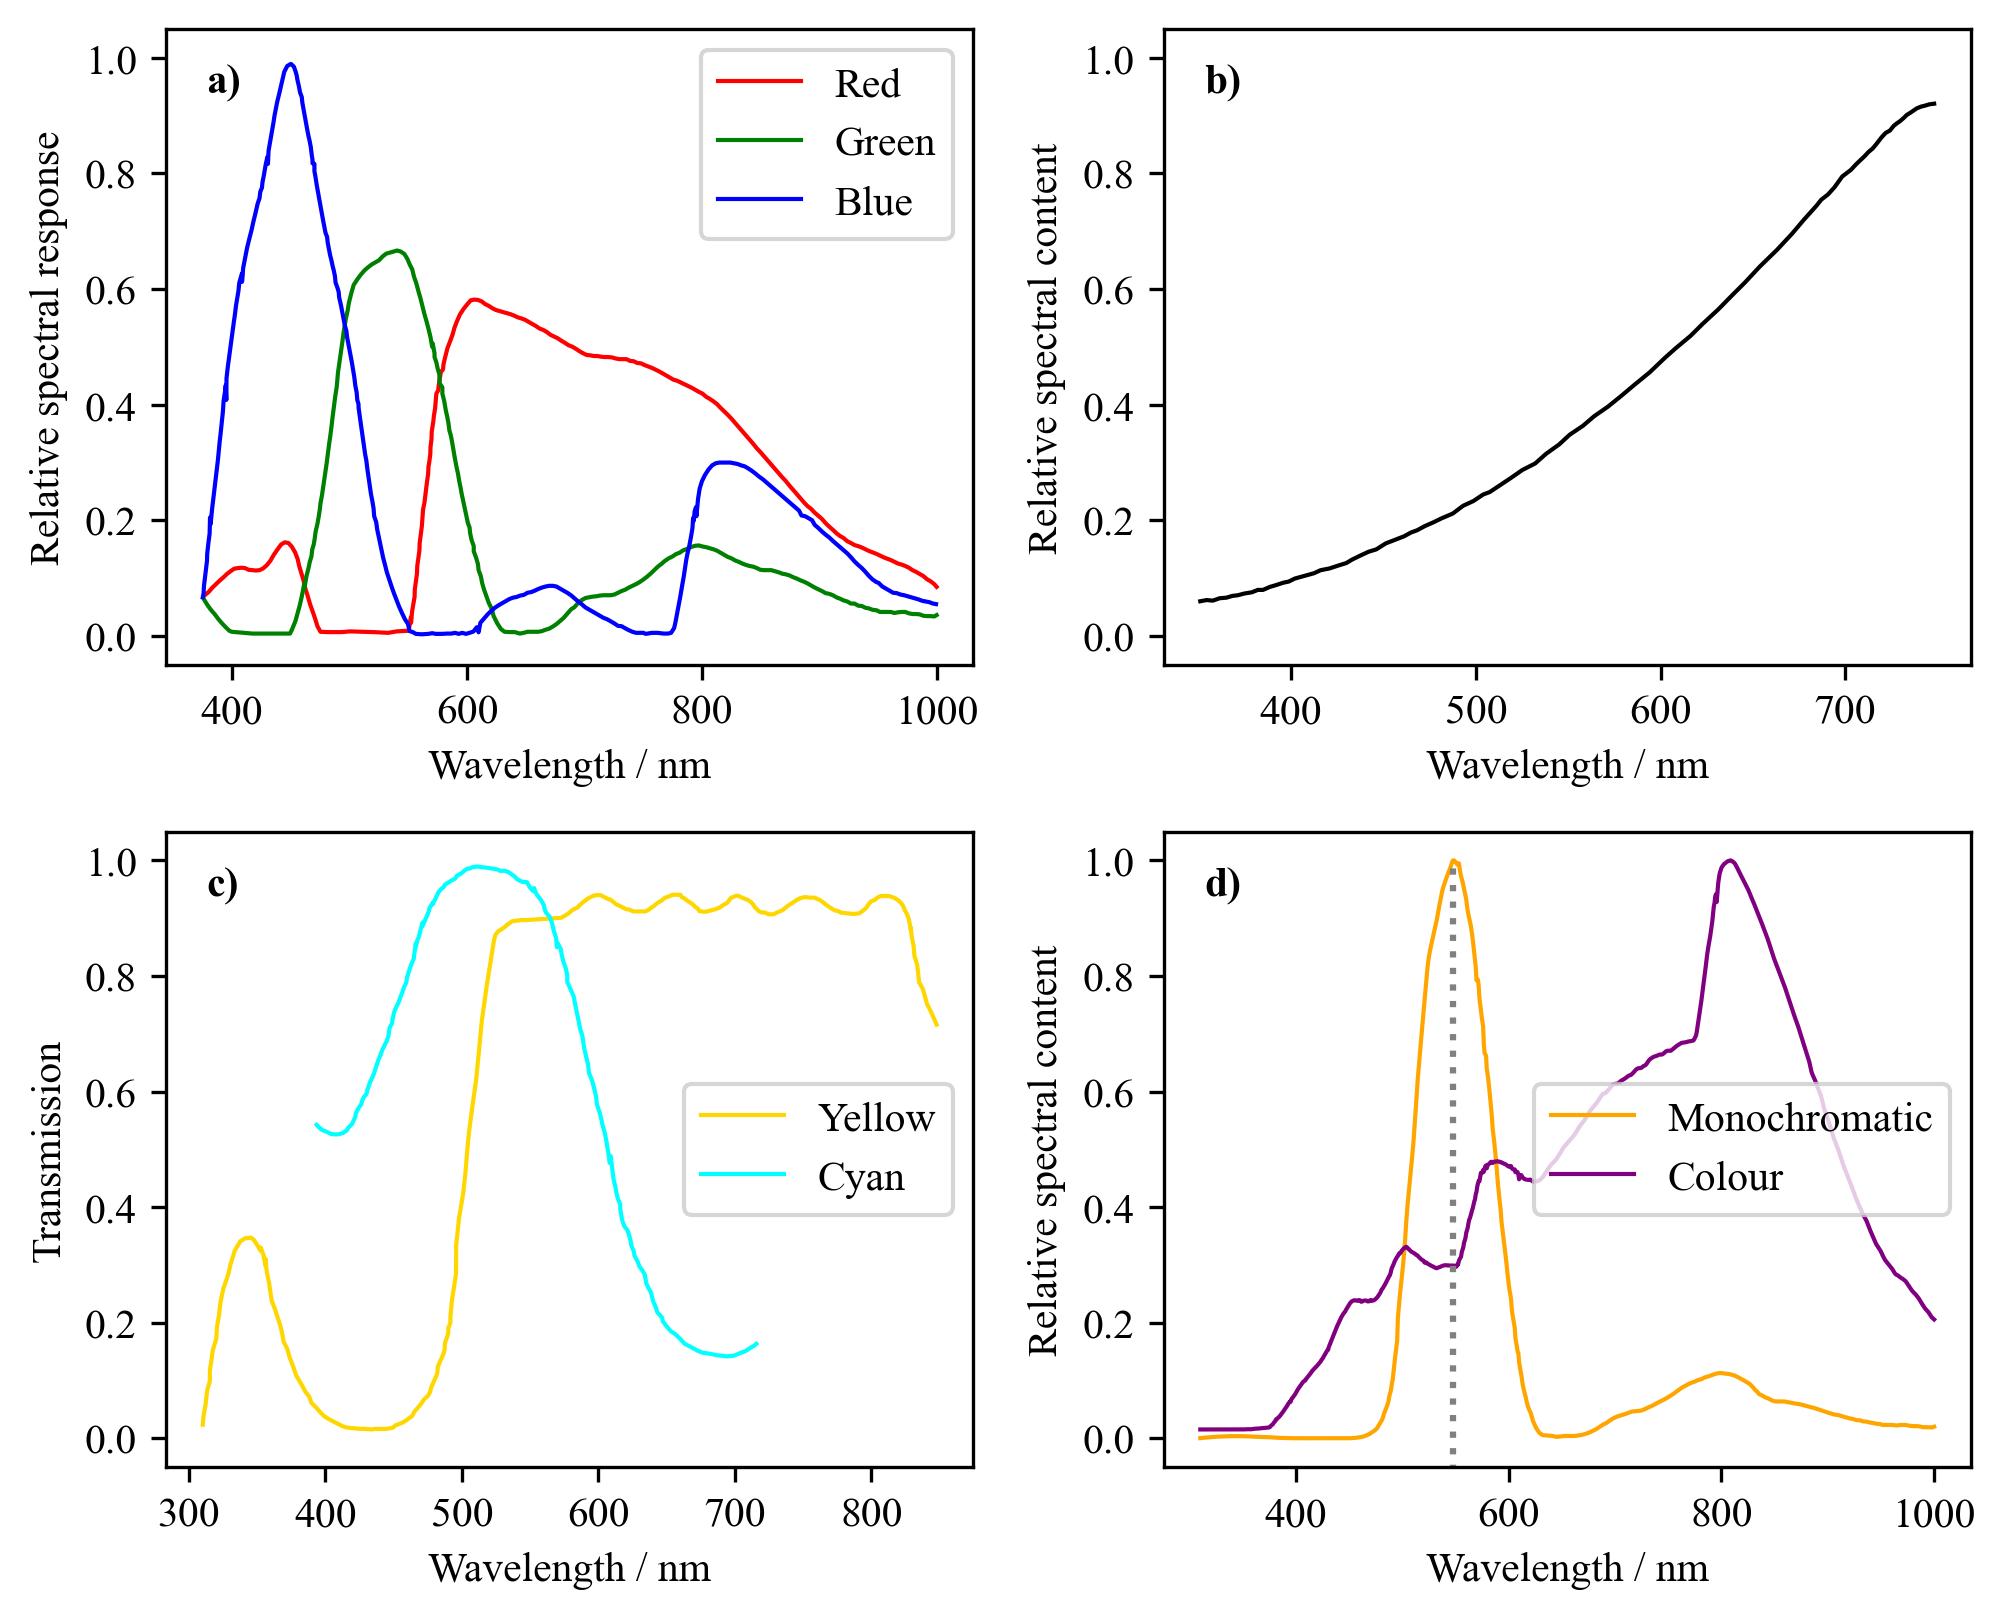 a)
Red
Green
Blue
Relative spectral response
1.0
0.8
0.6
0.4
0.2
0.0
400 600 800 1000
Wavelength / nm
b)
Relative spectral content
1.0
0.8
0.6
0.4
0.2
0.0
400 500 600 700
Wavelength / nm
c)
Yellow
Cyan
Transmission
1.0
0.8
0.6
0.4
0.2
0.0
300 400 500 600 700 800
Wavelength / nm
d)
Monochromatic
Colour
Relative spectral content
1.0
0.8
0.6
0.4
0.2
0.0
400 600 800 1000
Wavelength / nm